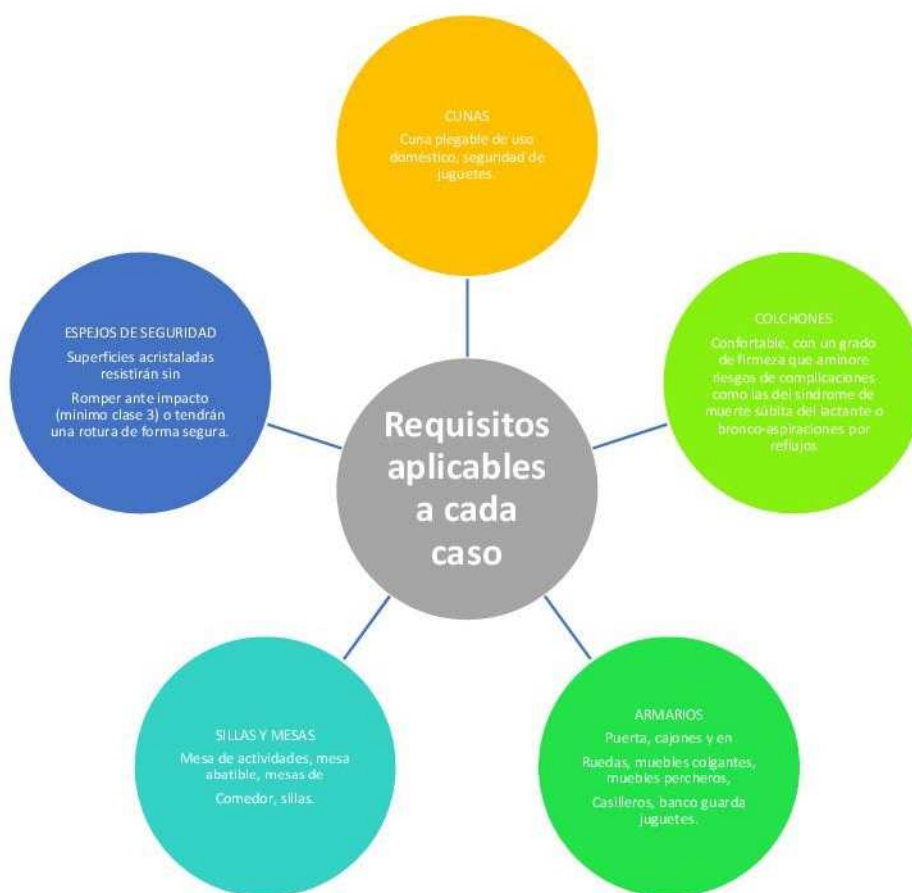 CUNAS
Cuna plegable de uso
doméstico, seguridad de
juguetes.
COLCHONES
Confortable, con un grado
de firmeza que aminore
riesgos de complicaciones
como las del síndrome de
muerte súbita del lactante o
bronco-aspiraciones por
reflujos
ARMARIOS
Puerta, cajones y en
Ruedas, muebles colgantes,
muebles percheros,
Casilleros, banco guarda
juguetes.
SILLAS Y MESAS
Mesa de actividades, mesa
abatible, mesas de
Comedor, sillas.
ESPEJOS DE SEGURIDAD
Superficies acristaladas
resistirán sin
Romper ante impacto
(mínimo clase 3) o tendrán
una rotura de forma segura.
Requisitos
aplicables
a cada
caso